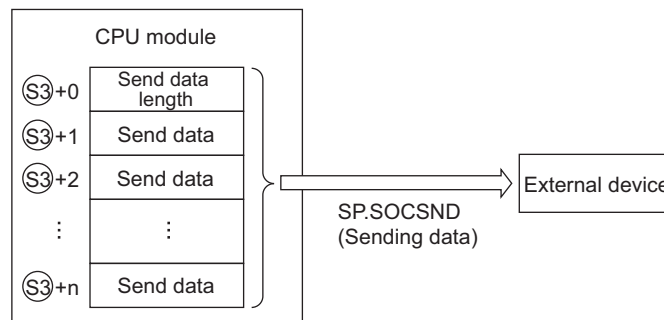 CPU module
S3+0 Send data
length
S3+1 Send data
S3+2 Send data
⋮ ⋮
S3+n Send data
SP.SOCSND
(Sending data)
External device